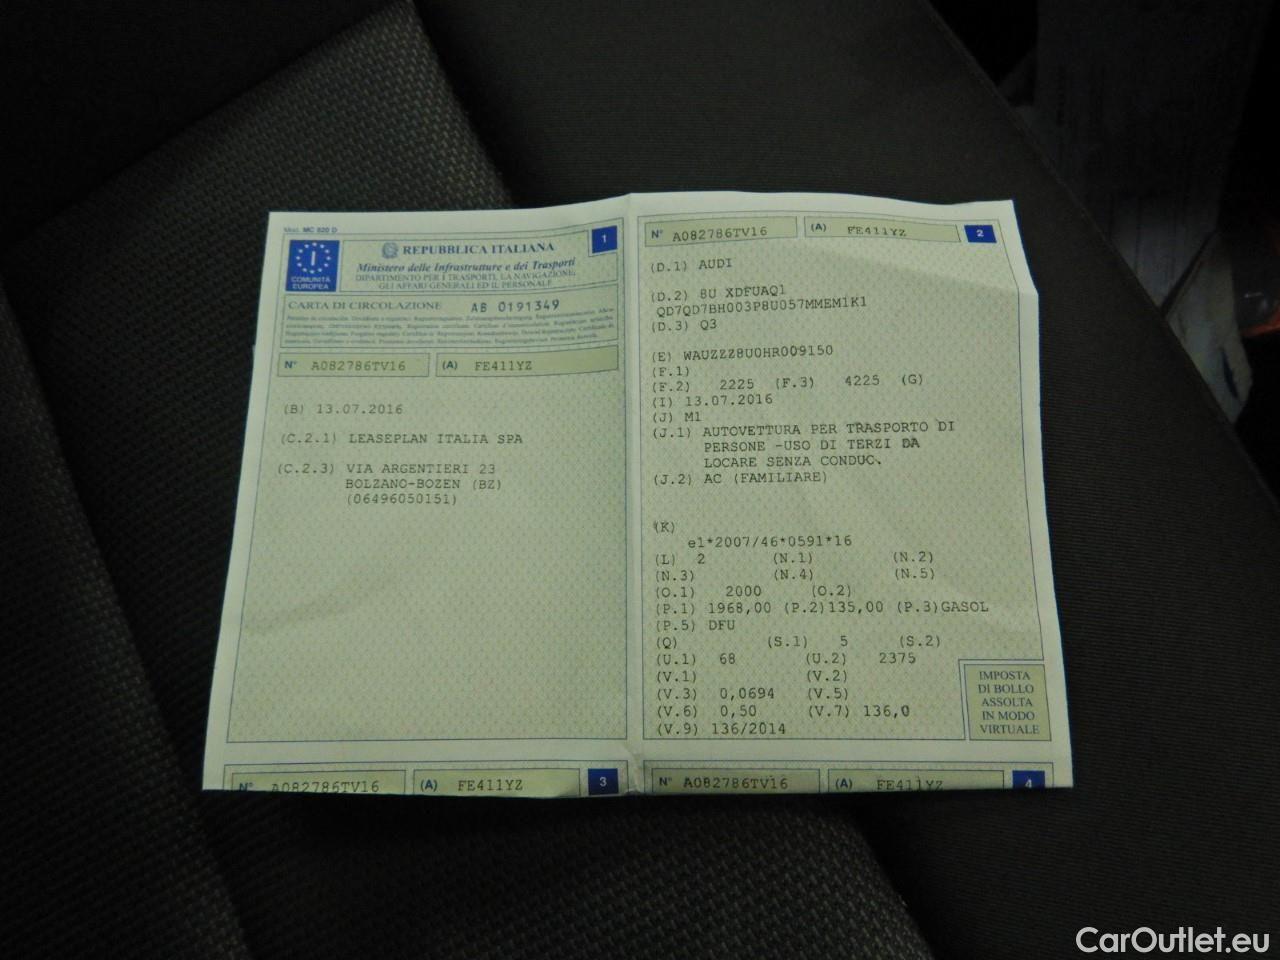 Mod. MC 820 D
I
COMUNITÀ
EUROPEA
REPUBBLICA ITALIANA
Ministero delle Infrastrutture e dei Trasporti
DIPARTIMENTO PER I TRASPORTI, LA NAVIGAZIONE,
GLI AFFARI GENERALI ED IL PERSONALE
1
CARTA DI CIRCOLAZIONE AB 0191349
N° A082786TV16 (A) FE411YZ
(B) 13.07.2016
(C.2.1) LEASEPLAN ITALIA SPA
(C.2.3) VIA ARGENTIERI 23
BOLZANO-BOZEN (BZ)
(06496050151)
N° A082786TV16 (A) FE411YZ 2
(D.1) AUDI
(D.2) 8U XDFUAQ1
QD7QD7BH003P8U057MMEM1K1
(D.3) Q3
(E) WAUZZZ8U0HR009150
(F.1)
(F.2) 2225 (F.3) 4225 (G)
(I) 13.07.2016
(J) M1
(J.1) AUTOVETTURA PER TRASPORTO DI
PERSONE -USO DI TERZI DA
LOCARE SENZA CONDUC.
(J.2) AC (FAMILIARE)
(K)
e1*2007/46*0591*16
(L) 2 (N.1) (N.2)
(N.3) (N.4) (N.5)
(O.1) 2000 (O.2)
(P.1) 1968,00 (P.2)135,00 (P.3)GASOL
(P.5) DFU
(Q) (S.1) 5 (S.2)
(U.1) 68 (U.2) 2375
(V.1) (V.2)
(V.3) 0,0694 (V.5)
(V.6) 0,50 (V.7) 136,0
(V.9) 136/2014
IMPOSTA
DI BOLLO
ASSOLTA
IN MODO
VIRTUALE
N° A082786TV16 (A) FE411YZ 3
N° A082786TV16 (A) FE411YZ 4
CarOutlet.eu